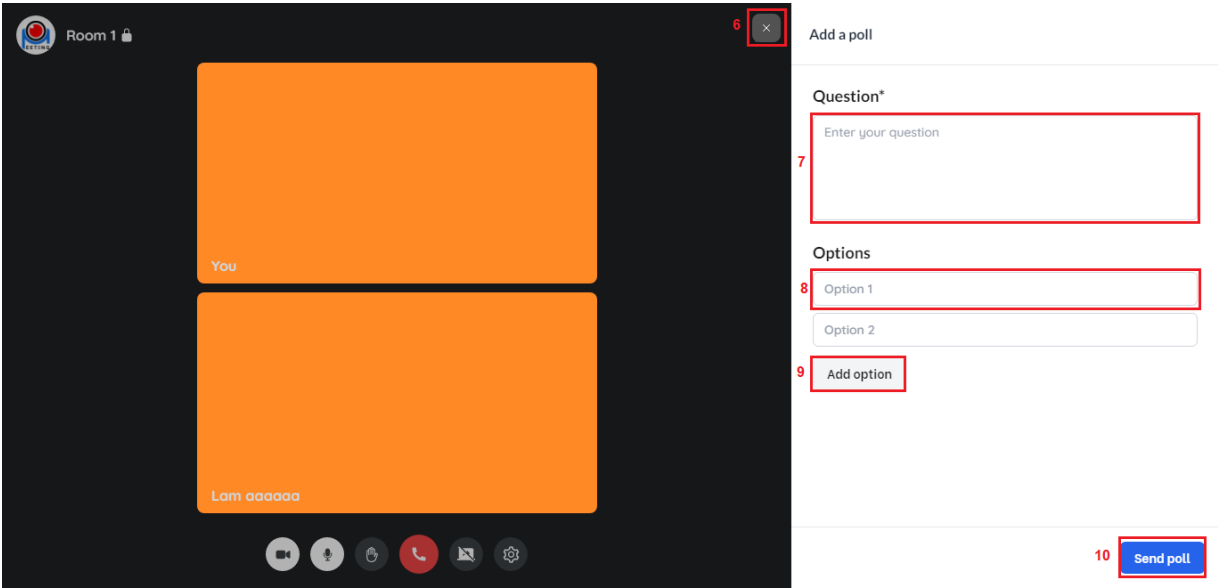 Room 1
EETING
6
Add a poll
Question*
7
Enter your question
Options
8
Option 1
Option 2
9
Add option
You
Lam aaaaaa
10
Send poll